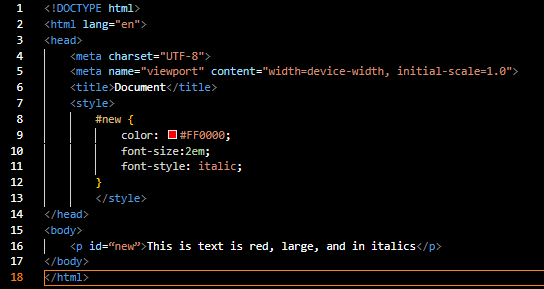 1 <!DOCTYPE html>
2 <html lang="en">
3 <head>
4 <meta charset="UTF-8">
5 <meta name="viewport" content="width=device-width, initial-scale=1.0">
6 <title>Document</title>
7 <style>
8 #new {
9 color: #FF0000;
10 font-size:2em;
11 font-style: italic;
12 }
13 </style>
14 </head>
15 <body>
16 <p id=“new”>This is text is red, large, and in italics</p>
17 </body>
18 </html>